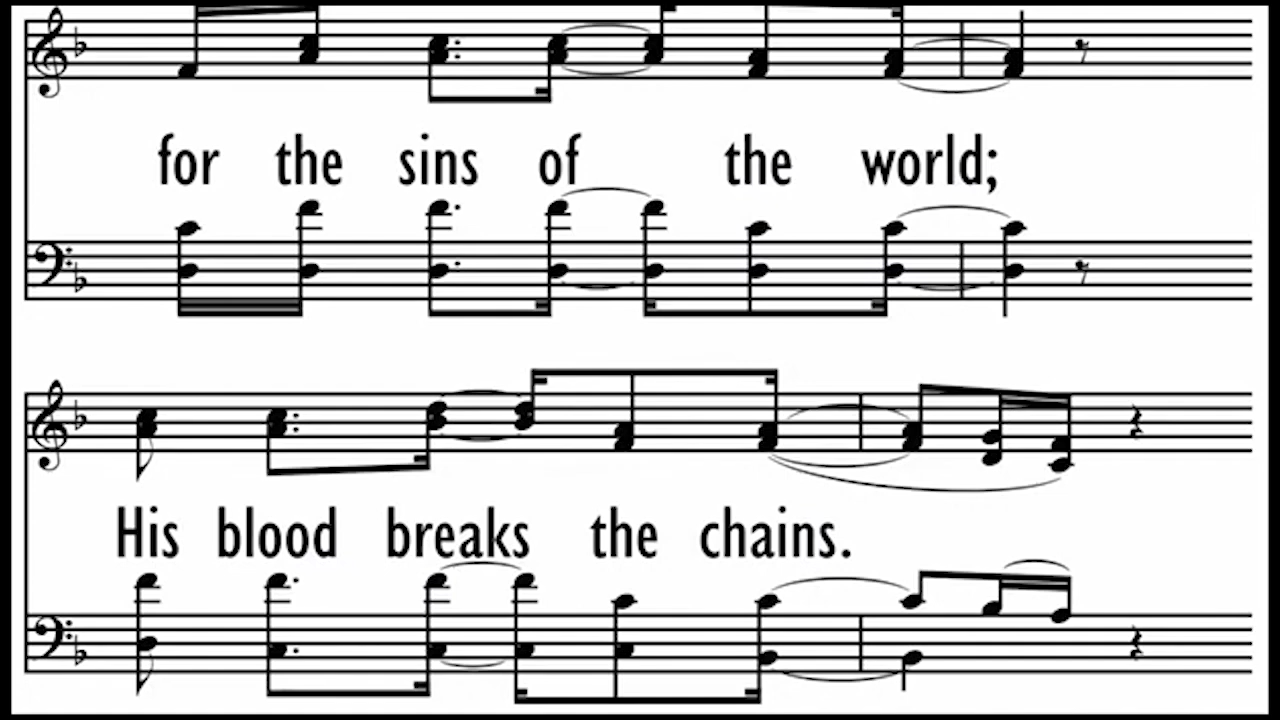 for the sins of the world;
His blood breaks the chains.